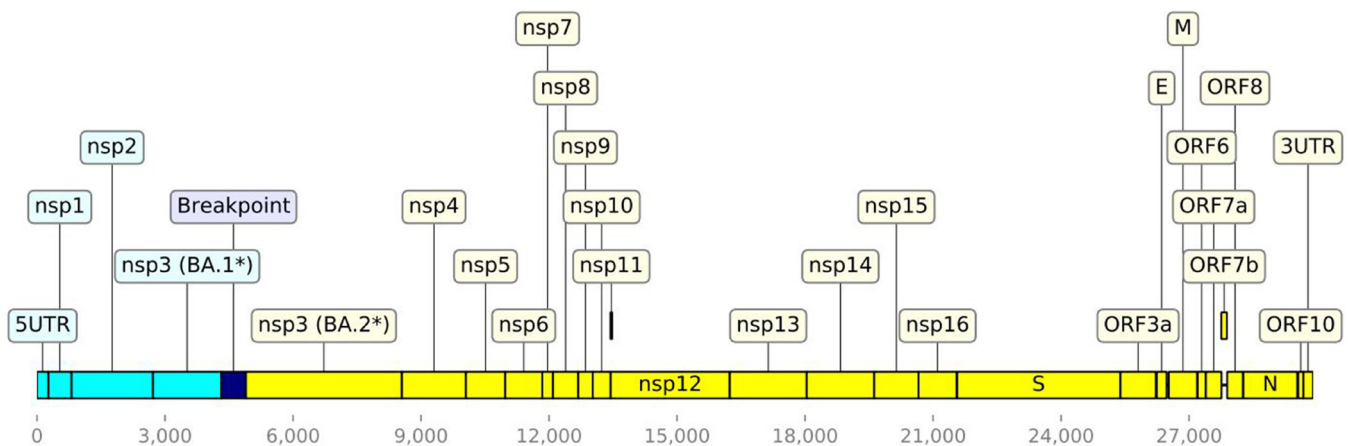 nsp7
M
nsp8
E
ORF8
nsp2
nsp9
ORF6
3UTR
nsp1
Breakpoint
nsp4
nsp10
nsp15
ORF7a
nsp3 (BA.1*)
nsp5
nsp11
nsp14
ORF7b
5UTR
nsp3 (BA.2*)
nsp6
nsp13
nsp16
ORF3a
ORF10
nsp12
S
N
0
3,000
6,000
9,000
12,000
15,000
18,000
21,000
24,000
27,000